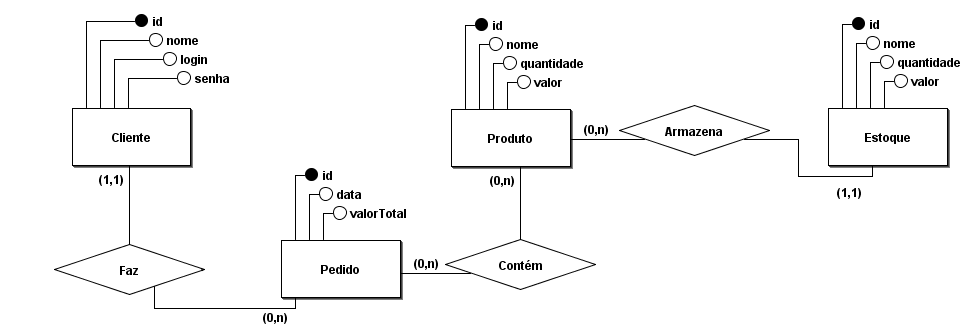 id
nome
login
senha
Cliente
(1,1)
Faz
(0,n)
id
data
valorTotal
Pedido
(0,n)
Contém
(0,n)
id
nome
quantidade
valor
Produto
(0,n)
Armazena
(1,1)
id
nome
quantidade
valor
Estoque